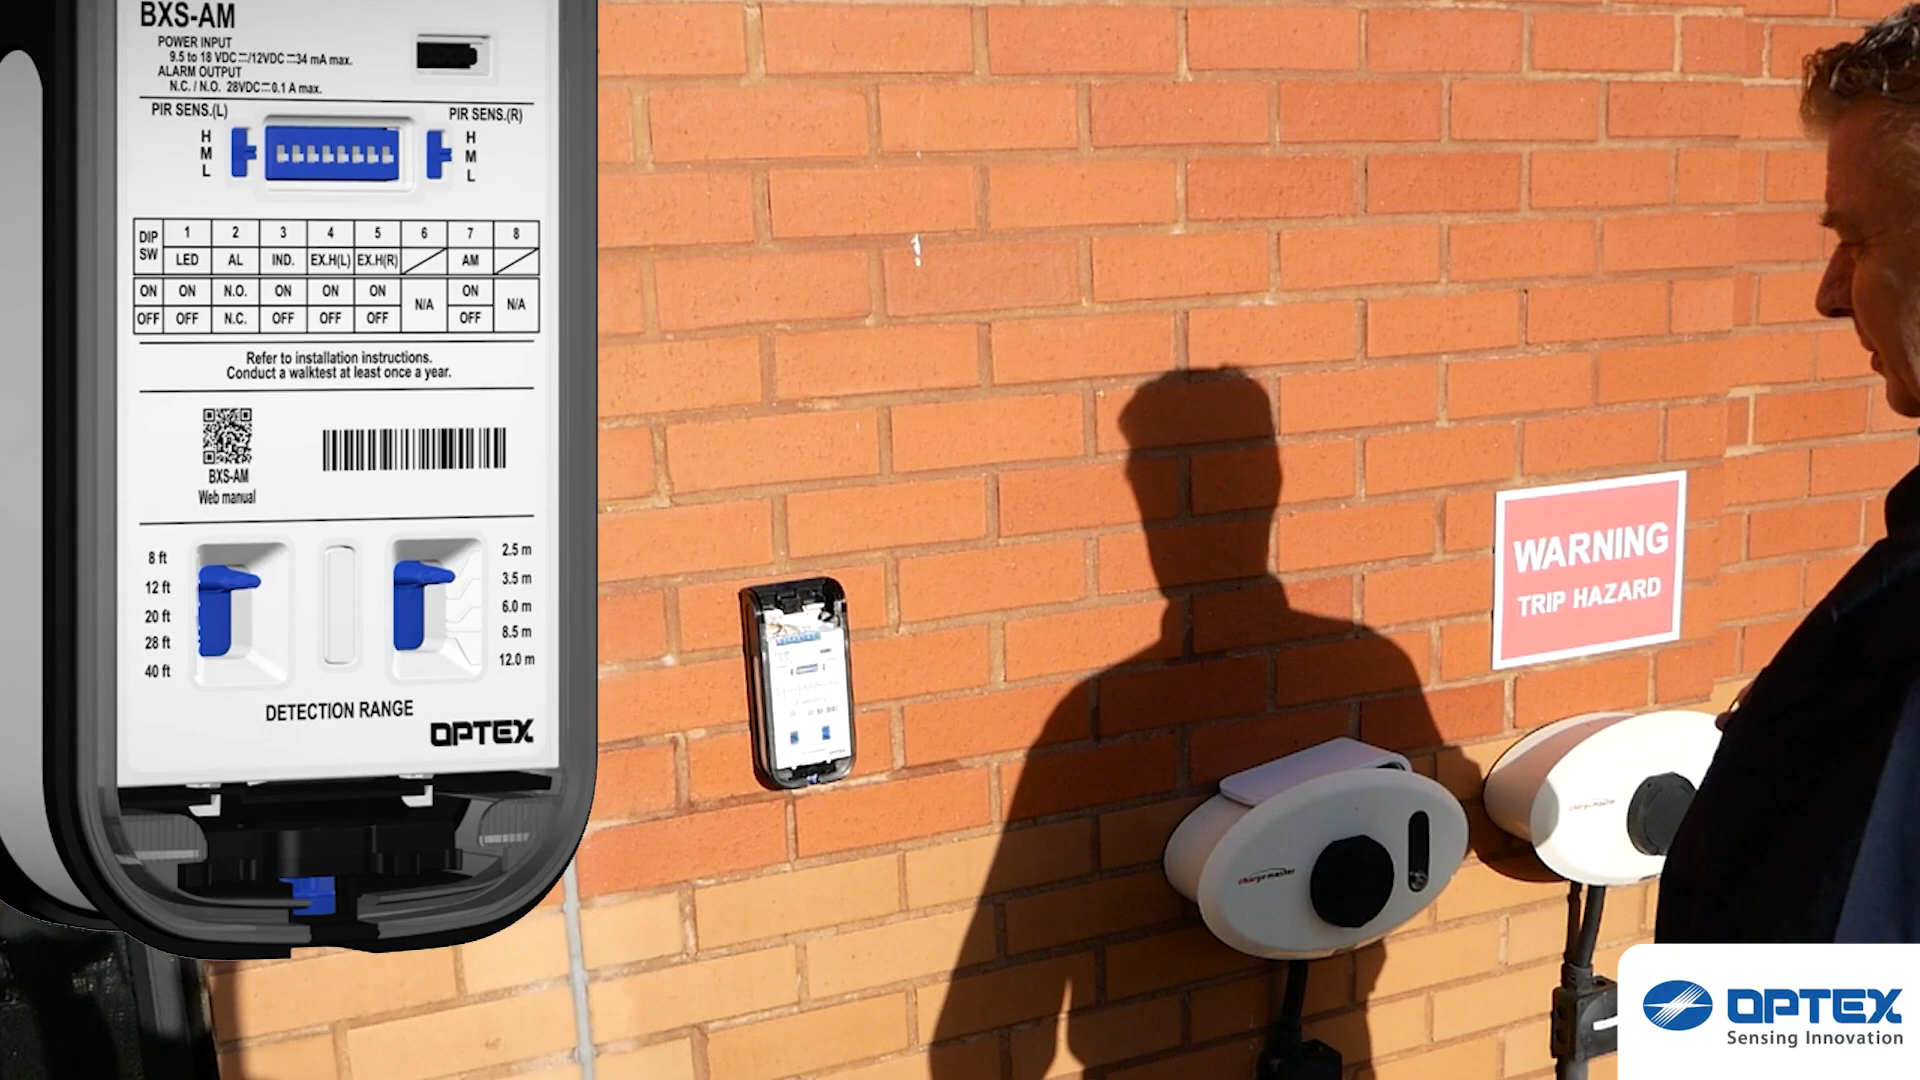 BXS-AM
POWER INPUT
9.5 to 18 VDC⎓/12VDC⎓34 mA max.
ALARM OUTPUT
N.C. / N.O. 28VDC⎓0.1 A max.
PIR SENS.(L)
PIR SENS.(R)
H
M
L
H
M
L
DIP SW 1 2 3 4 5 6 7 8
LED AL IND. EX.H(L) EX.H(R) AM
ON ON N.O. ON ON ON N/A ON N/A
OFF OFF N.C. OFF OFF OFF OFF
Refer to installation instructions.
Conduct a walktest at least once a year.
BXS-AM
Web manual
8 ft
12 ft
20 ft
28 ft
40 ft
2.5 m
3.5 m
6.0 m
8.5 m
12.0 m
DETECTION RANGE
OPTEX
WARNING
TRIP HAZARD
chargemaster
chargemaster
OPTEX
Sensing Innovation